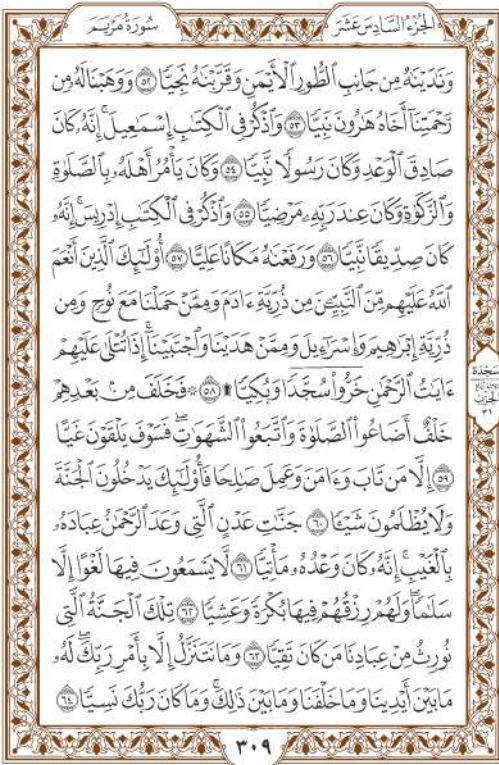 الجزء السادس عشر
سورة مريم
وَنَٰدَيْنَٰهُ مِن جَانِبِ ٱلطُّورِ ٱلْأَيْمَنِ وَقَرَّبْنَٰهُ نَجِيًّا ٥٢ وَوَهَبْنَا لَهُۥ مِن
رَّحْمَتِنَآ أَخَاهُ هَٰرُونَ نَبِيًّا ٥٣ وَٱذْكُرْ فِى ٱلْكِتَٰبِ إِسْمَٰعِيلَ ۚ إِنَّهُۥ كَانَ
صَادِقَ ٱلْوَعْدِ وَكَانَ رَسُولًا نَّبِيًّا ٥٤ وَكَانَ يَأْمُرُ أَهْلَهُۥ بِٱلصَّلَوٰةِ
وَٱلزَّكَوٰةِ وَكَانَ عِندَ رَبِّهِۦ مَرْضِيًّا ٥٥ وَٱذْكُرْ فِى ٱلْكِتَٰبِ إِدْرِيسَ ۚ إِنَّهُۥ
كَانَ صِدِّيقًا نَّبِيًّا ٥٦ وَرَفَعْنَٰهُ مَكَانًا عَلِيًّا ٥٧ أُو۟لَٰٓئِكَ ٱلَّذِينَ أَنْعَمَ
ٱللَّهُ عَلَيْهِم مِّنَ ٱلنَّبِيِّـۧنَ مِن ذُرِّيَّةِ ءَادَمَ وَمِمَّنْ حَمَلْنَا مَعَ نُوحٍ وَمِن
ذُرِّيَّةِ إِبْرَٰهِيمَ وَإِسْرَٰٓءِيلَ وَمِمَّنْ هَدَيْنَا وَٱجْتَبَيْنَآ ۚ إِذَا تُتْلَىٰ عَلَيْهِمْ
ءَايَٰتُ ٱلرَّحْمَٰنِ خَرُّوا۟ سُجَّدًا وَبُكِيًّا ۩ ٥٨ ۞ فَخَلَفَ مِنۢ بَعْدِهِمْ
خَلْفٌ أَضَاعُوا۟ ٱلصَّلَوٰةَ وَٱتَّبَعُوا۟ ٱلشَّهَوَٰتِ ۖ فَسَوْفَ يَلْقَوْنَ غَيًّا
٥٩ إِلَّا مَن تَابَ وَءَامَنَ وَعَمِلَ صَٰلِحًا فَأُو۟لَٰٓئِكَ يَدْخُلُونَ ٱلْجَنَّةَ
وَلَا يُظْلَمُونَ شَيْـًٔا ٦٠ جَنَّٰتِ عَدْنٍ ٱلَّتِى وَعَدَ ٱلرَّحْمَٰنُ عِبَادَهُۥ
بِٱلْغَيْبِ ۚ إِنَّهُۥ كَانَ وَعْدُهُۥ مَأْتِيًّا ٦١ لَّا يَسْمَعُونَ فِيهَا لَغْوًا إِلَّا
سَلَٰمًا ۖ وَلَهُمْ رِزْقُهُمْ فِيهَا بُكْرَةً وَعَشِيًّا ٦٢ تِلْكَ ٱلْجَنَّةُ ٱلَّتِى
نُورِثُ مِنْ عِبَادِنَا مَن كَانَ تَقِيًّا ٦٣ وَمَا نَتَنَزَّلُ إِلَّا بِأَمْرِ رَبِّكَ ۖ لَهُۥ
مَا بَيْنَ أَيْدِينَا وَمَا خَلْفَنَا وَمَا بَيْنَ ذَٰلِكَ ۚ وَمَا كَانَ رَبُّكَ نَسِيًّا ٦٤
سجدة
الحزب
٣١
٣٠٩